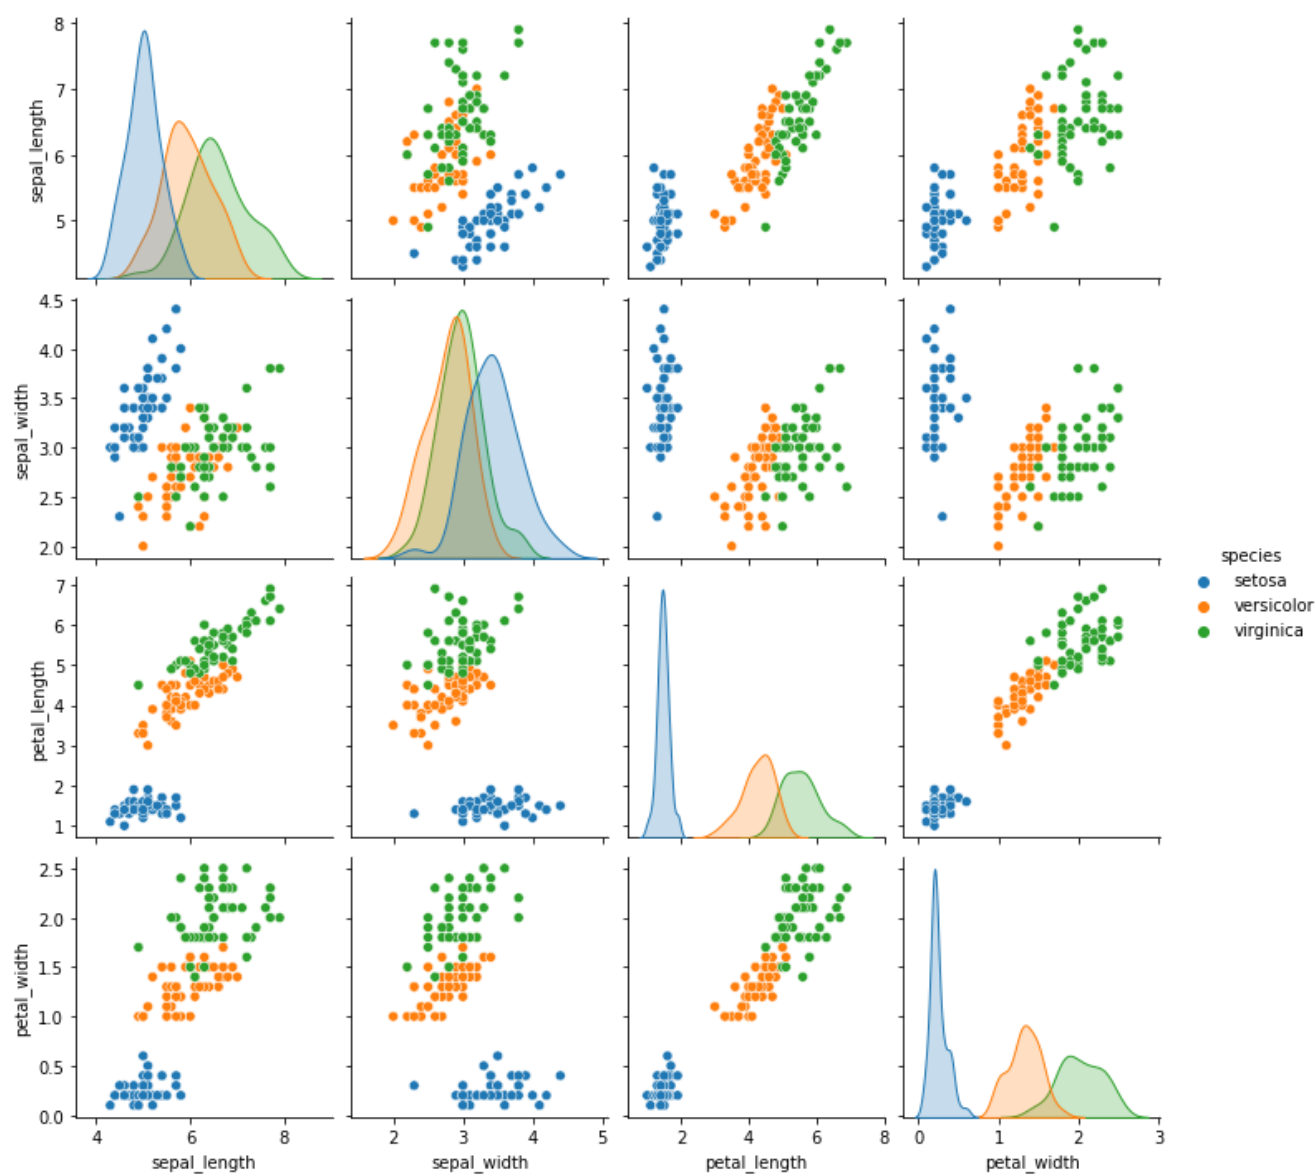 8
7
6
5
sepal_length
4.5
4.0
3.5
3.0
2.5
2.0
sepal_width
species
setosa
versicolor
virginica
7
6
5
4
3
2
1
petal_length
2.5
2.0
1.5
1.0
0.5
0.0
petal_width
4 6 8
sepal_length
2 3 4 5
sepal_width
2 4 6 8
petal_length
0 1 2 3
petal_width